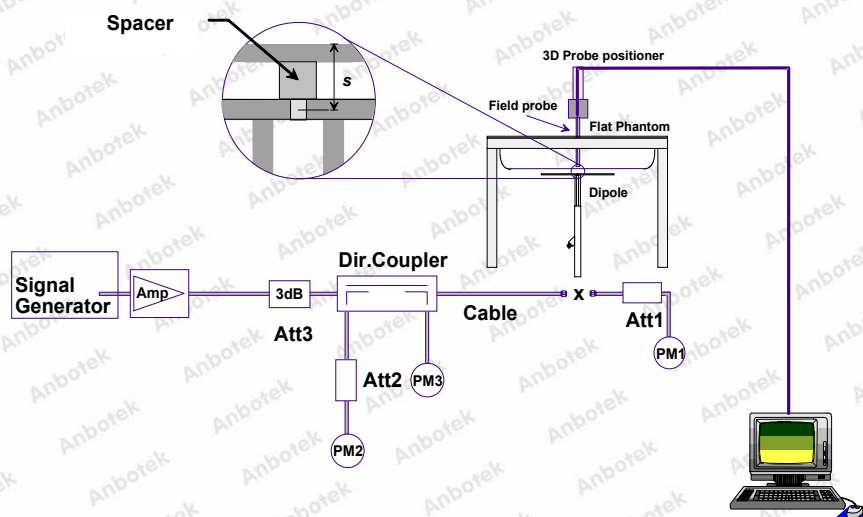 Spacer
s
3D Probe positioner
Field probe
Flat Phantom
Dipole
Signal
Generator
Amp
3dB
Att3
Dir.Coupler
Cable
x
Att1
PM1
Att2
PM3
PM2
Anbotek